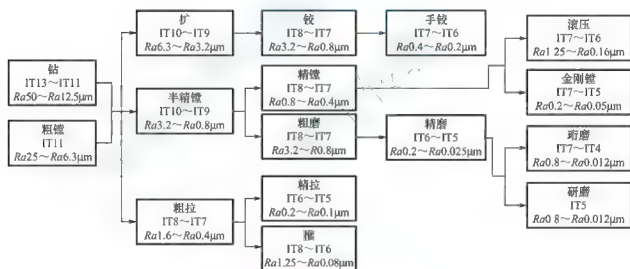 钻
IT13～IT11
Ra50～Ra12.5μm
粗镗
IT11
Ra25～Ra6.3μm
扩
IT10～IT9
Ra6.3～Ra3.2μm
半精镗
IT10～IT9
Ra3.2～Ra0.8μm
粗拉
IT8～IT7
Ra1.6～Ra0.4μm
铰
IT8～IT7
Ra3.2～Ra0.8μm
精镗
IT8～IT7
Ra0.8～Ra0.4μm
粗磨
IT8～IT7
Ra3.2～R0.8μm
精拉
IT6～IT5
Ra0.2～Ra0.1μm
推
IT8～IT6
Ra1.25～Ra0.08μm
手铰
IT7～IT6
Ra0.4～Ra0.2μm
精磨
IT6～IT5
Ra0.2～Ra0.025μm
滚压
IT7～IT6
Ra1 25～Ra0.16μm
金刚镗
IT7～IT5
Ra0.2～Ra0.05μm
珩磨
IT7～IT4
Ra0.8～Ra0.012μm
研磨
IT5
Ra0 8～Ra0.012μm